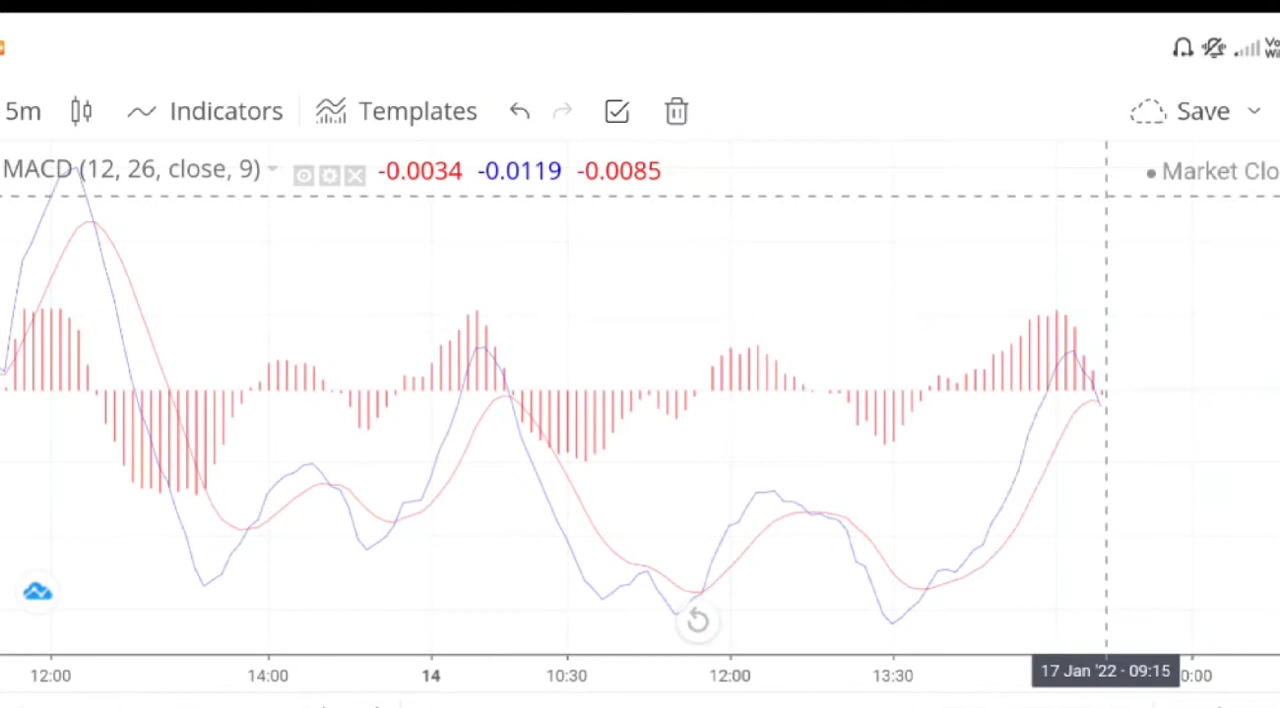 5m Indicators Templates Save
MACD (12, 26, close, 9) -0.0034 -0.0119 -0.0085 Market Clo
12:00 14:00 14 10:30 12:00 13:30 17 Jan '22 - 09:15 0:00